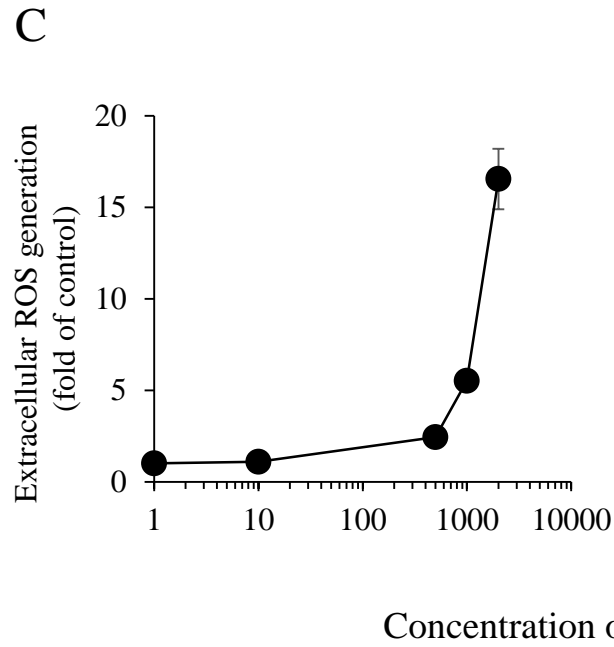 C
Extracellular ROS generation
(fold of control)
20
15
10
5
0
1 10 100 1000 10000
Concentration o